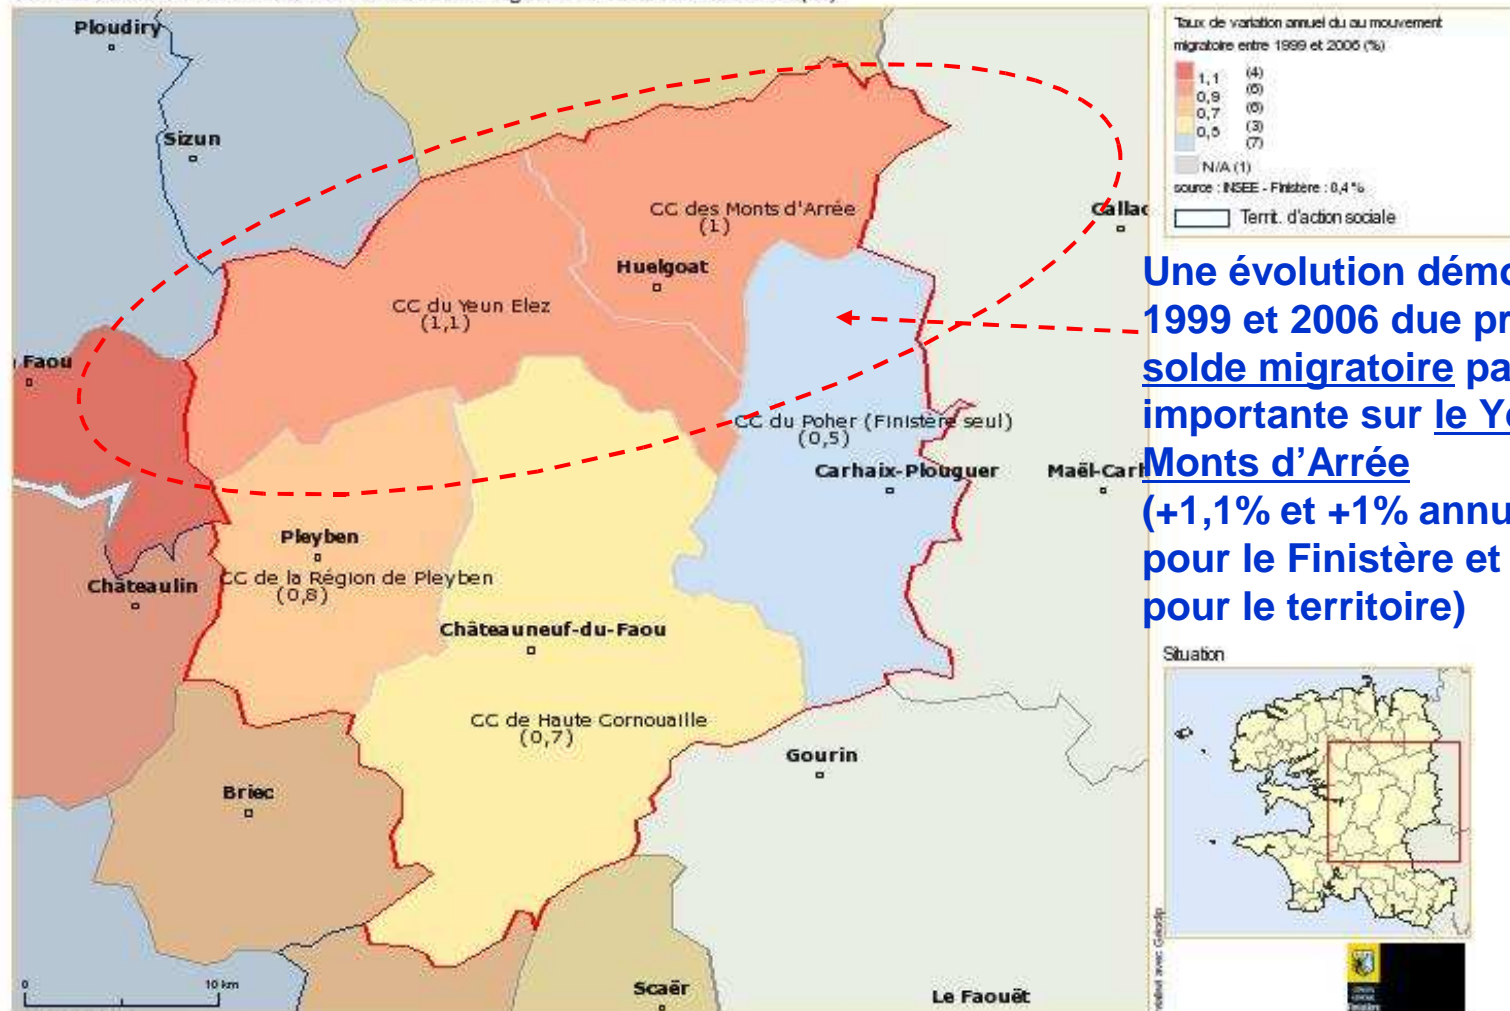 Ploudiry
Sizun
CC des Monts d'Arrée
(1)
Callac
Huelgoat
CC du Yeun Elez
(1,1)
Faou
CC du Poher (Finistère seul)
(0,5)
Carhaix-Plouguer
Maël-Carh
Pleyben
CC de la Région de Pleyben
(0,8)
Châteaulin
Châteauneuf-du-Faou
CC de Haute Cornouaille
(0,7)
Gourin
Briec
Scaër
Le Faouët
0 10 km
Taux de variation annuel du au mouvement
migratoire entre 1999 et 2006 (%)
1,1 (4)
0,9 (6)
0,7 (6)
0,5 (3)
(7)
N/A (1)
source : INSEE - Finistère : 0,4 %
Territ. d'action sociale
Une évolution démo
1999 et 2006 due pr
solde migratoire pa
importante sur le Ye
Monts d’Arrée
(+1,1% et +1% annu
pour le Finistère et
pour le territoire)
Situation